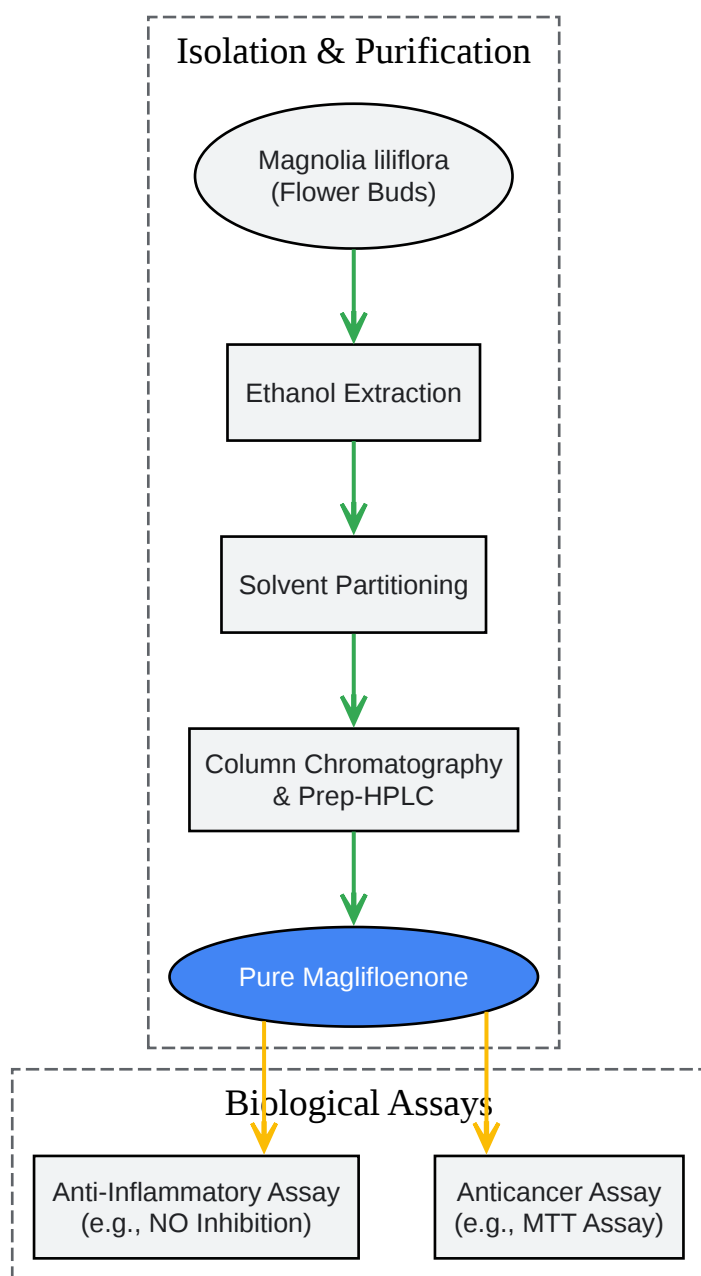 Isolation & Purification
Magnolia liliflora
(Flower Buds)
Ethanol Extraction
Solvent Partitioning
Column Chromatography
& Prep-HPLC
Pure Maglifloenone
Biological Assays
Anti-Inflammatory Assay
(e.g., NO Inhibition)
Anticancer Assay
(e.g., MTT Assay)